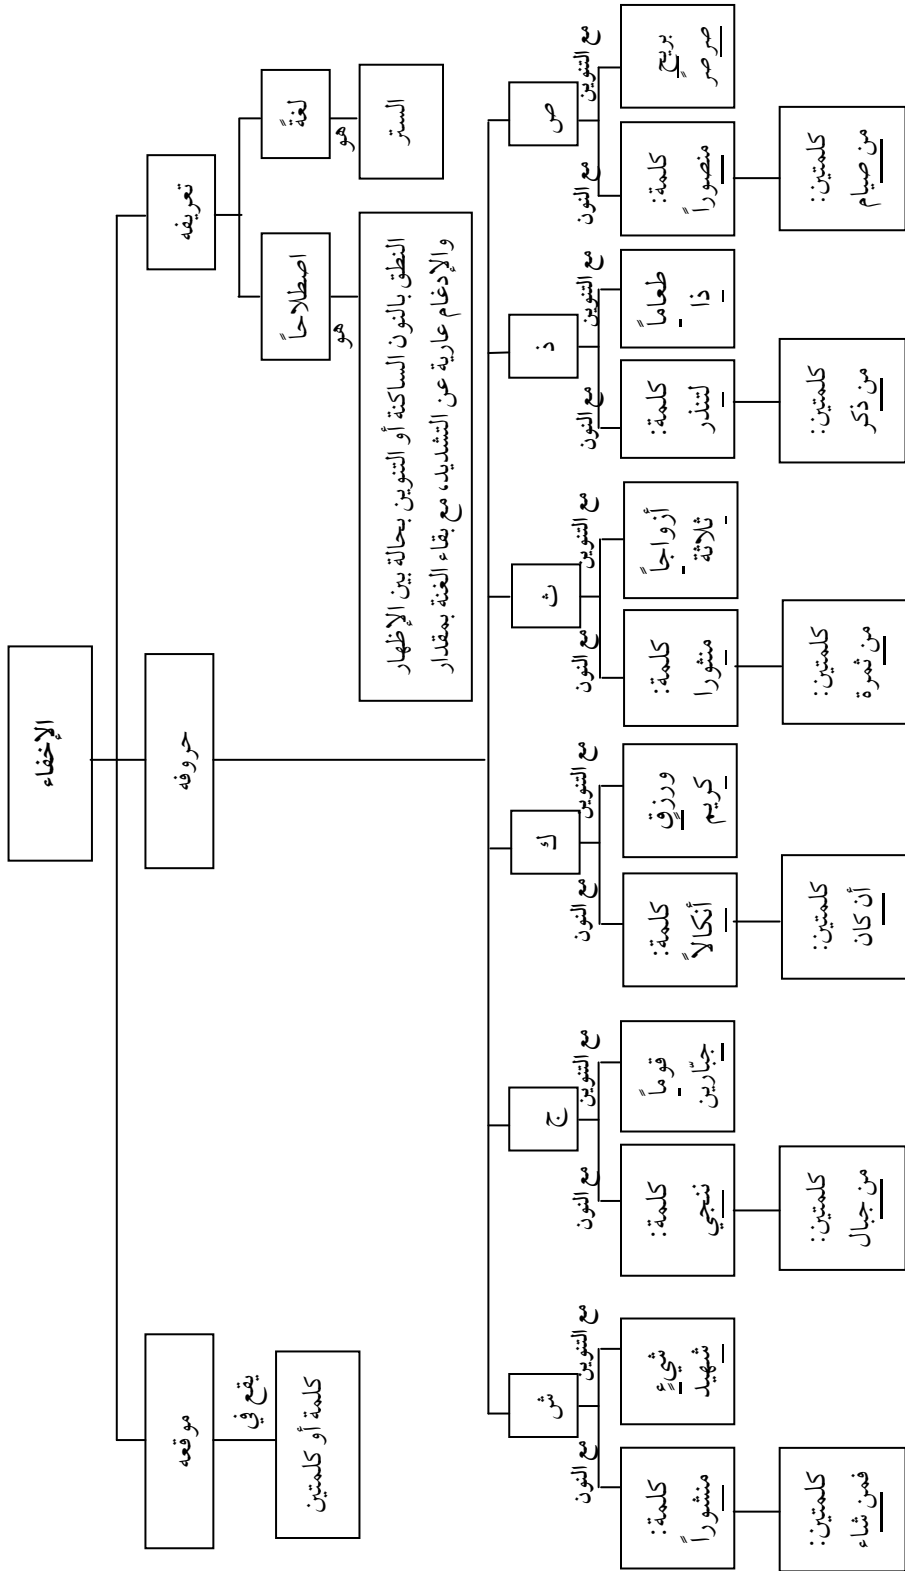 الإخفاء
تعريفه
لغةً
هو
الستر
اصطلاحاً
هو
النطق بالنون الساكنة أو التنوين بحالة بين الإظهار
والإدغام عارية عن التشديد، مع بقاء الغنة بمقدار
حروفه
ص
مع التنوين
بريحٍ
صرصر
مع النون
كلمة:
منصوراً
كلمتين:
من صيام
ذ
مع التنوين
طعاماً
ذا
مع النون
كلمة:
لتنذر
كلمتين:
من ذكر
ث
مع التنوين
أزواجاً
ثلاثة
مع النون
كلمة:
منثورا
كلمتين:
من ثمرة
ك
مع التنوين
ورزقٍ
كريم
مع النون
كلمة:
أنكالاً
كلمتين:
أن كان
ج
مع التنوين
قوماً
جبّارين
مع النون
كلمة:
ننجي
كلمتين:
من جبال
ش
مع التنوين
شيءٍ
شهيد
مع النون
كلمة:
منشوراً
كلمتين:
فمن شاء
موقعه
يقع في
كلمة أو كلمتين